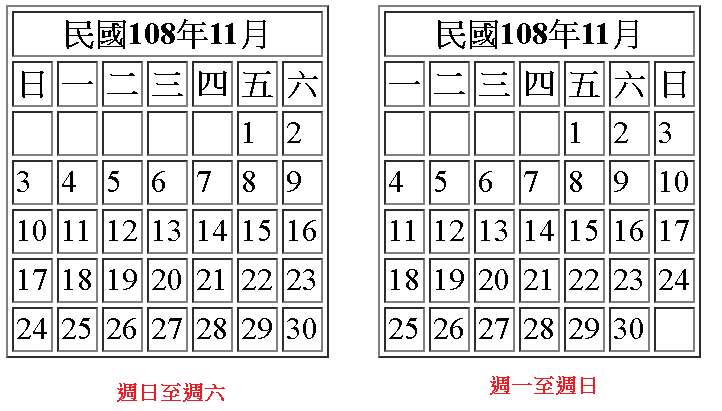 民國108年11月
日 一 二 三 四 五 六
1 2
3 4 5 6 7 8 9
10 11 12 13 14 15 16
17 18 19 20 21 22 23
24 25 26 27 28 29 30
週日至週六
民國108年11月
一 二 三 四 五 六 日
1 2 3
4 5 6 7 8 9 10
11 12 13 14 15 16 17
18 19 20 21 22 23 24
25 26 27 28 29 30
週一至週日